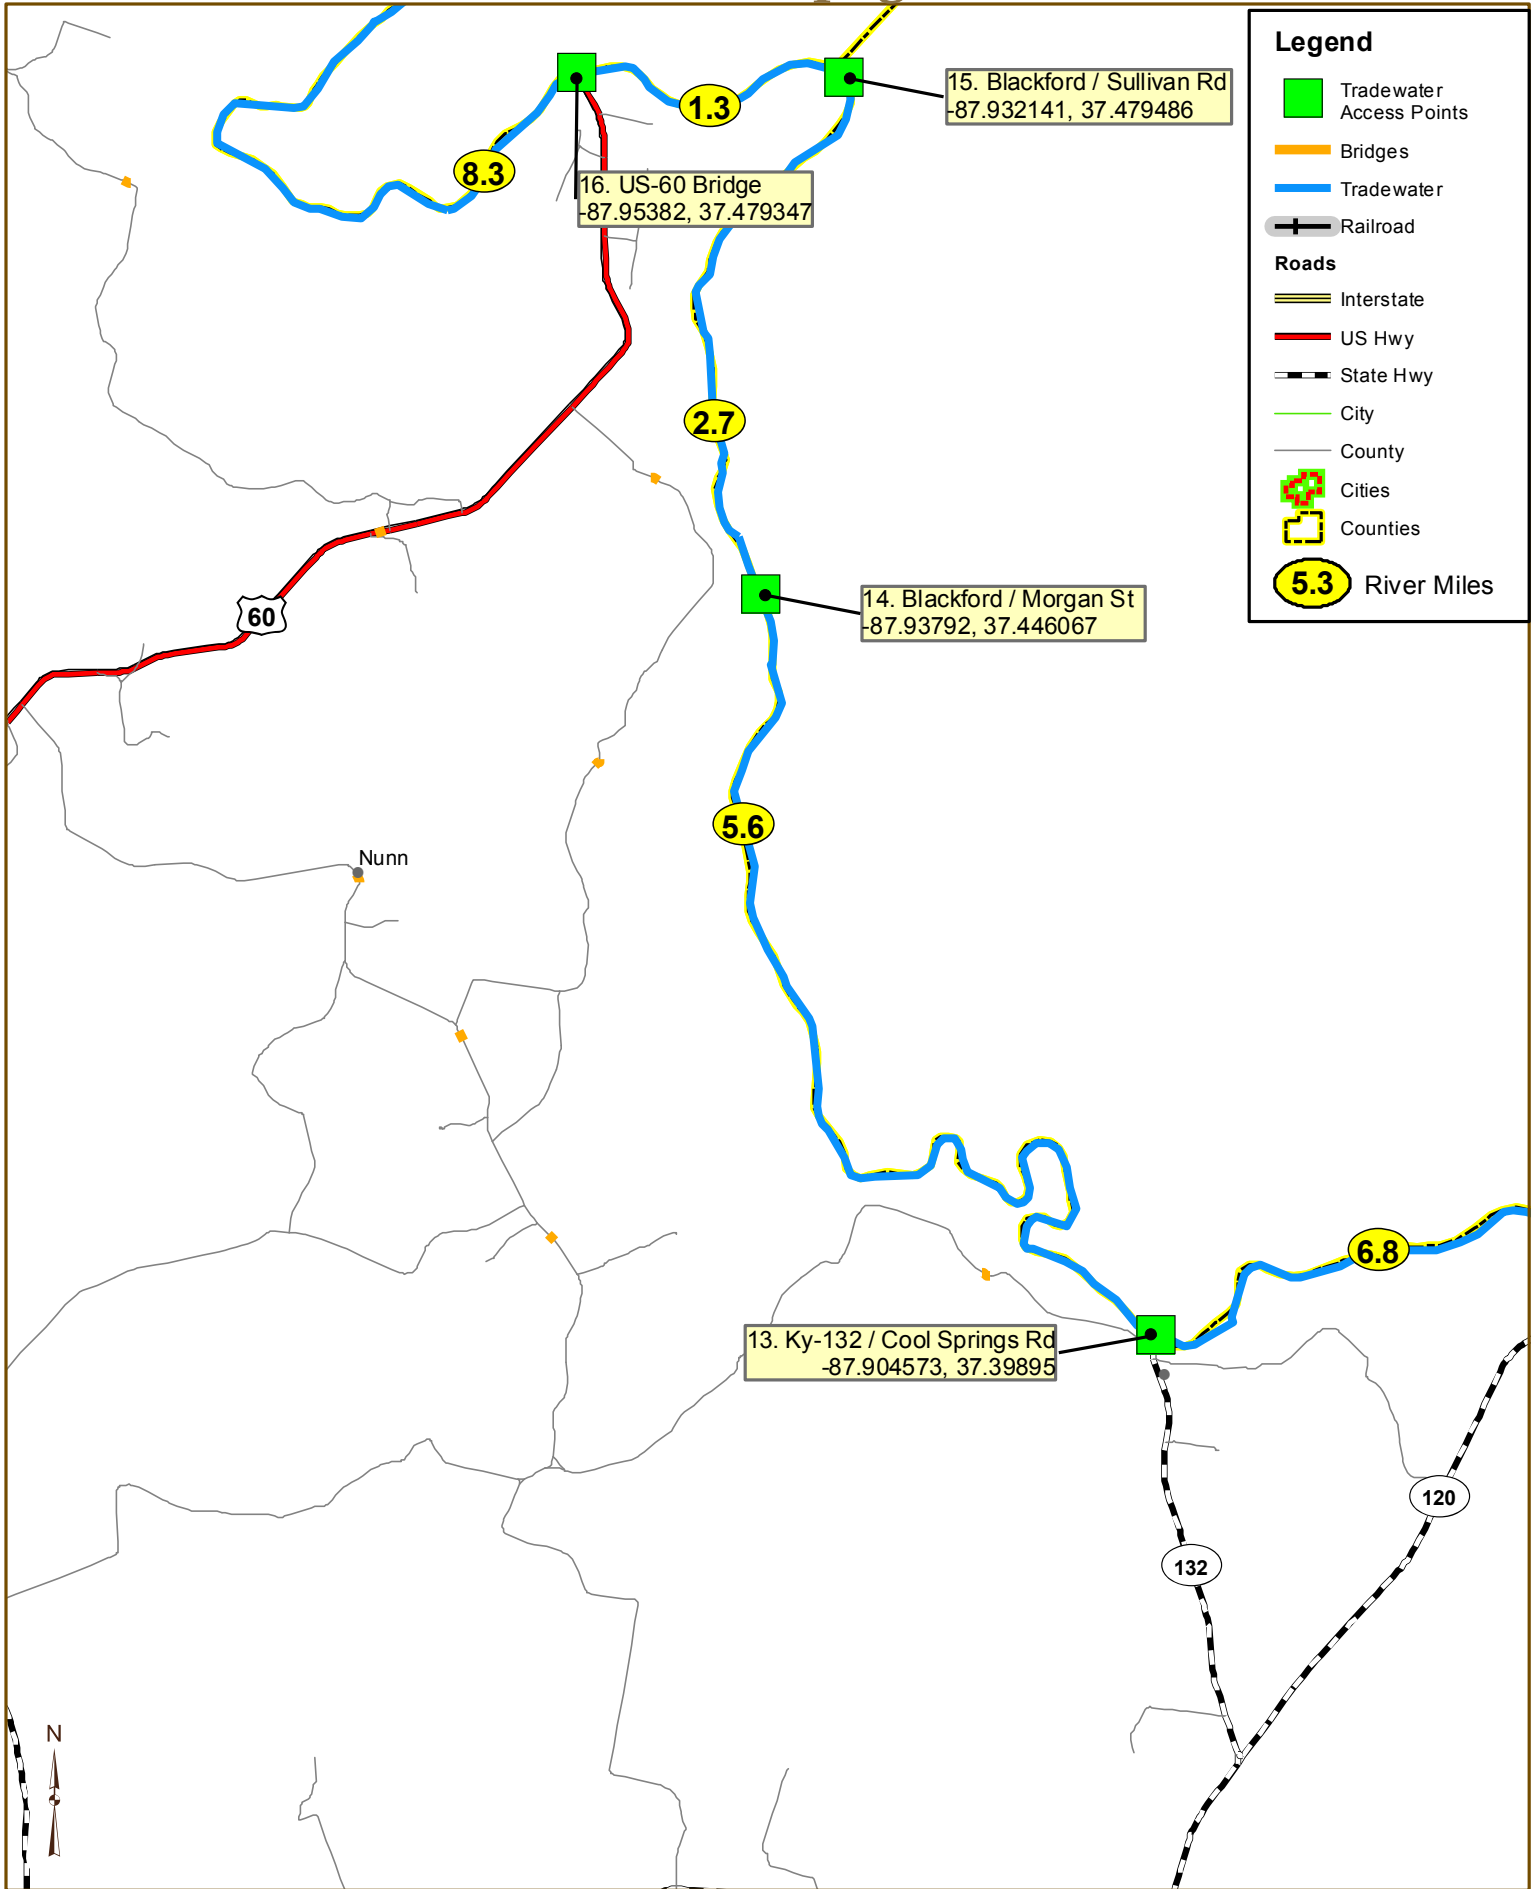 1.3
8.3
15. Blackford / Sullivan Rd
-87.932141, 37.479486
16. US-60 Bridge
-87.95382, 37.479347
2.7
14. Blackford / Morgan St
-87.93792, 37.446067
60
5.6
Nunn
6.8
13. Ky-132 / Cool Springs Rd
-87.904573, 37.39895
120
132
N
Legend
Tradewater
Access Points
Bridges
Tradewater
Railroad
Roads
Interstate
US Hwy
State Hwy
City
County
Cities
Counties
5.3 River Miles